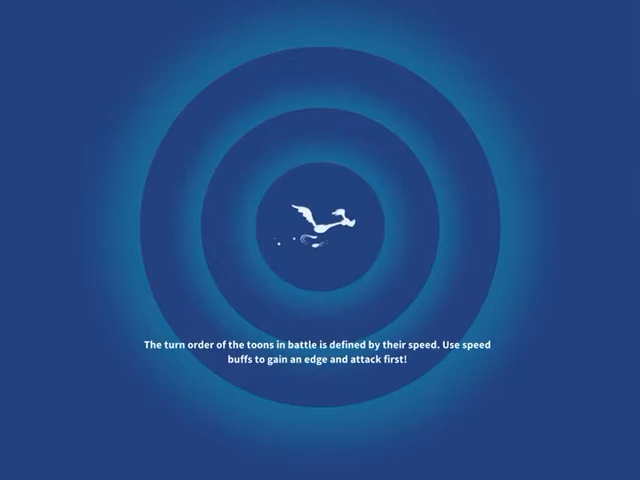 The turn order of the toons in battle is defined by their speed. Use speed
buffs to gain an edge and attack first!